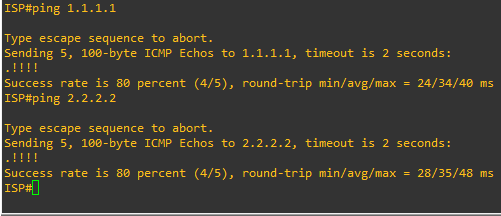 ISP#ping 1.1.1.1
Type escape sequence to abort.
Sending 5, 100-byte ICMP Echos to 1.1.1.1, timeout is 2 seconds:
.!!!!
Success rate is 80 percent (4/5), round-trip min/avg/max = 24/34/40 ms
ISP#ping 2.2.2.2
Type escape sequence to abort.
Sending 5, 100-byte ICMP Echos to 2.2.2.2, timeout is 2 seconds:
.!!!!
Success rate is 80 percent (4/5), round-trip min/avg/max = 28/35/48 ms
ISP#